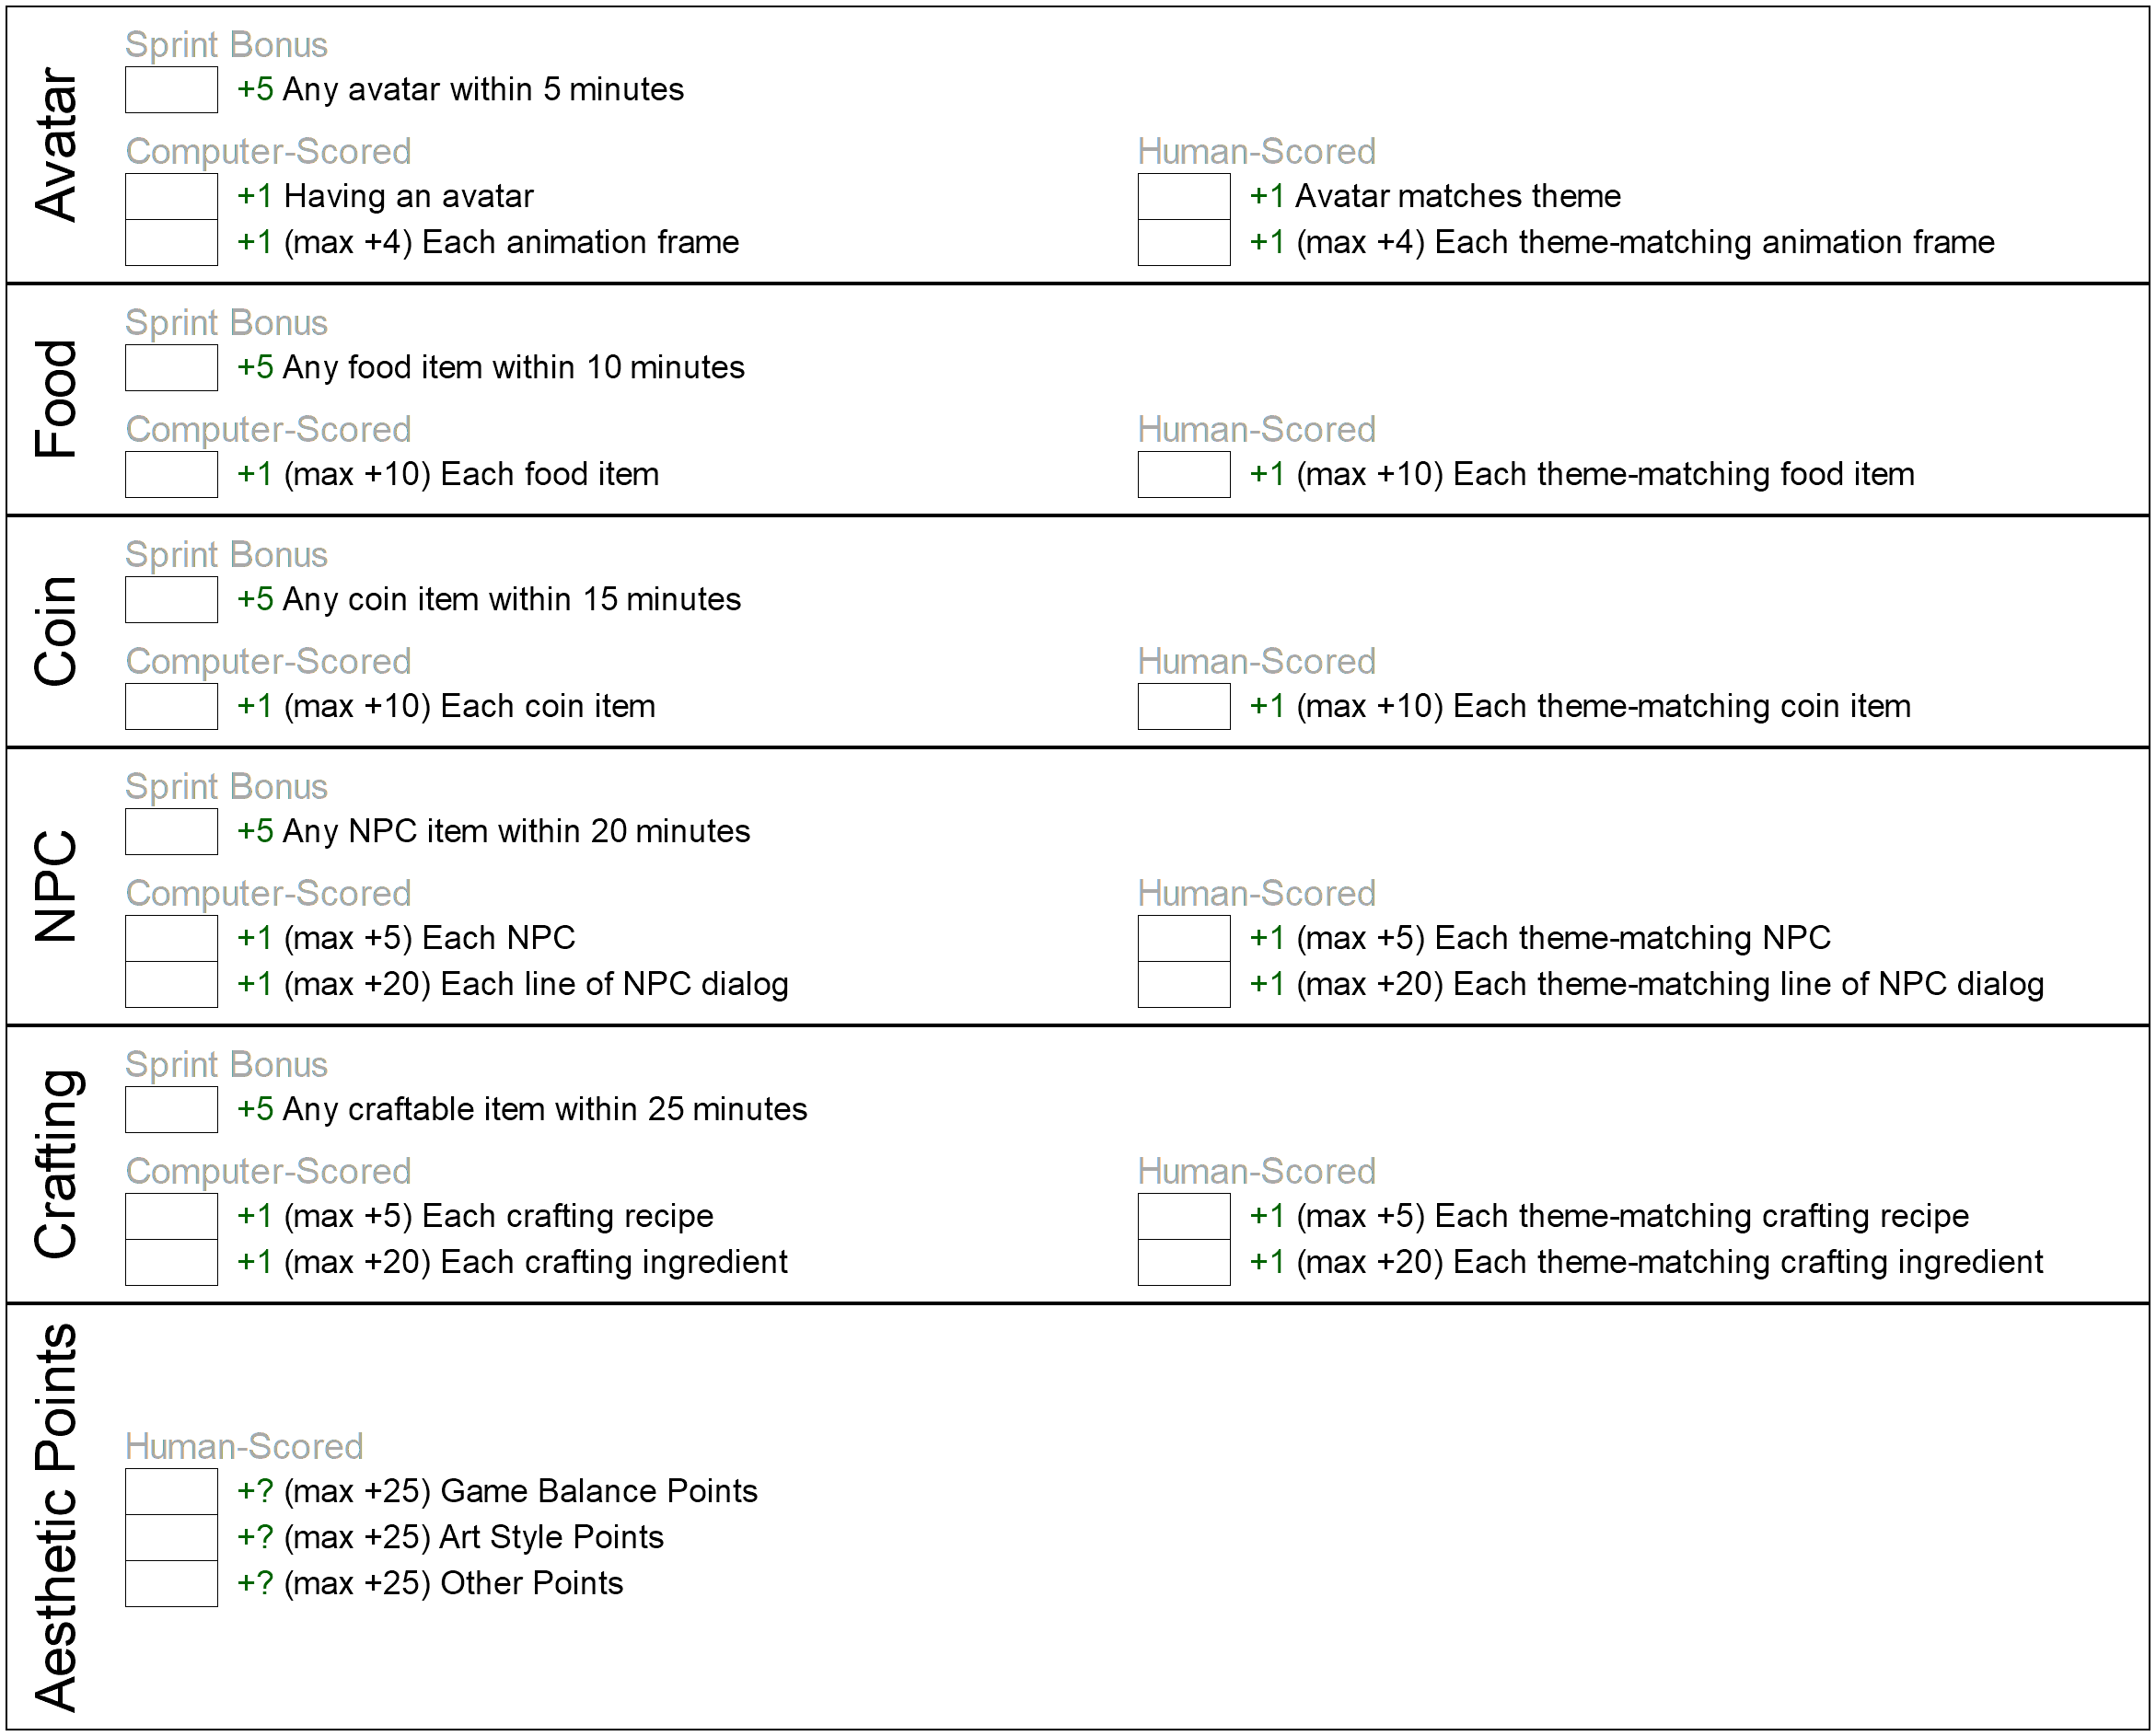 Avatar
Sprint Bonus
+5 Any avatar within 5 minutes
Computer-Scored
+1 Having an avatar
+1 (max +4) Each animation frame
Human-Scored
+1 Avatar matches theme
+1 (max +4) Each theme-matching animation frame
Food
Sprint Bonus
+5 Any food item within 10 minutes
Computer-Scored
+1 (max +10) Each food item
Human-Scored
+1 (max +10) Each theme-matching food item
Coin
Sprint Bonus
+5 Any coin item within 15 minutes
Computer-Scored
+1 (max +10) Each coin item
Human-Scored
+1 (max +10) Each theme-matching coin item
NPC
Sprint Bonus
+5 Any NPC item within 20 minutes
Computer-Scored
+1 (max +5) Each NPC
+1 (max +20) Each line of NPC dialog
Human-Scored
+1 (max +5) Each theme-matching NPC
+1 (max +20) Each theme-matching line of NPC dialog
Crafting
Sprint Bonus
+5 Any craftable item within 25 minutes
Computer-Scored
+1 (max +5) Each crafting recipe
+1 (max +20) Each crafting ingredient
Human-Scored
+1 (max +5) Each theme-matching crafting recipe
+1 (max +20) Each theme-matching crafting ingredient
Aesthetic Points
Human-Scored
+? (max +25) Game Balance Points
+? (max +25) Art Style Points
+? (max +25) Other Points